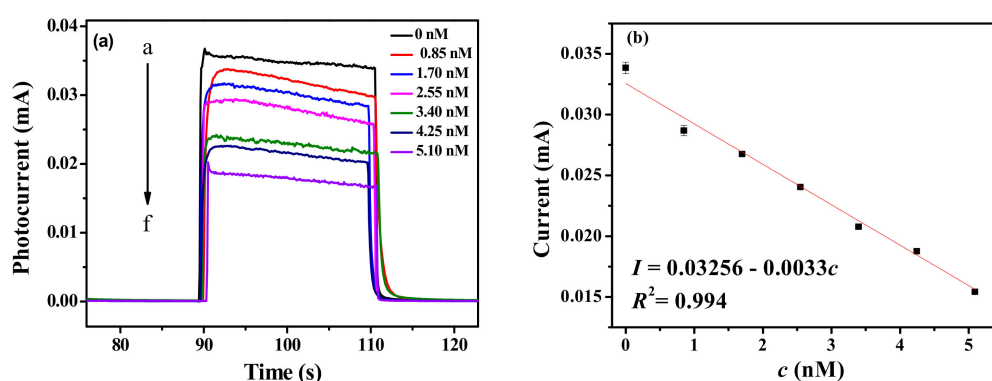 (a)
a
f
0 nM
0.85 nM
1.70 nM
2.55 nM
3.40 nM
4.25 nM
5.10 nM
Photocurrent (mA)
0.04
0.03
0.02
0.01
0.00
80 90 100 110 120
Time (s)
(b)
Current (mA)
0.035
0.030
0.025
0.020
0.015
I = 0.03256 - 0.0033c
R²= 0.994
0 1 2 3 4 5
c (nM)